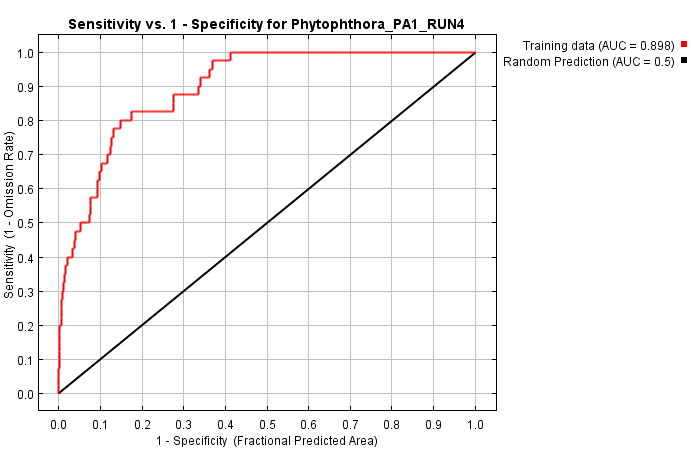 Sensitivity vs. 1 - Specificity for Phytophthora_PA1_RUN4
Training data (AUC = 0.898)
Random Prediction (AUC = 0.5)
Sensitivity (1 - Omission Rate)
1.0
0.9
0.8
0.7
0.6
0.5
0.4
0.3
0.2
0.1
0.0
0.0 0.1 0.2 0.3 0.4 0.5 0.6 0.7 0.8 0.9 1.0
1 - Specificity (Fractional Predicted Area)